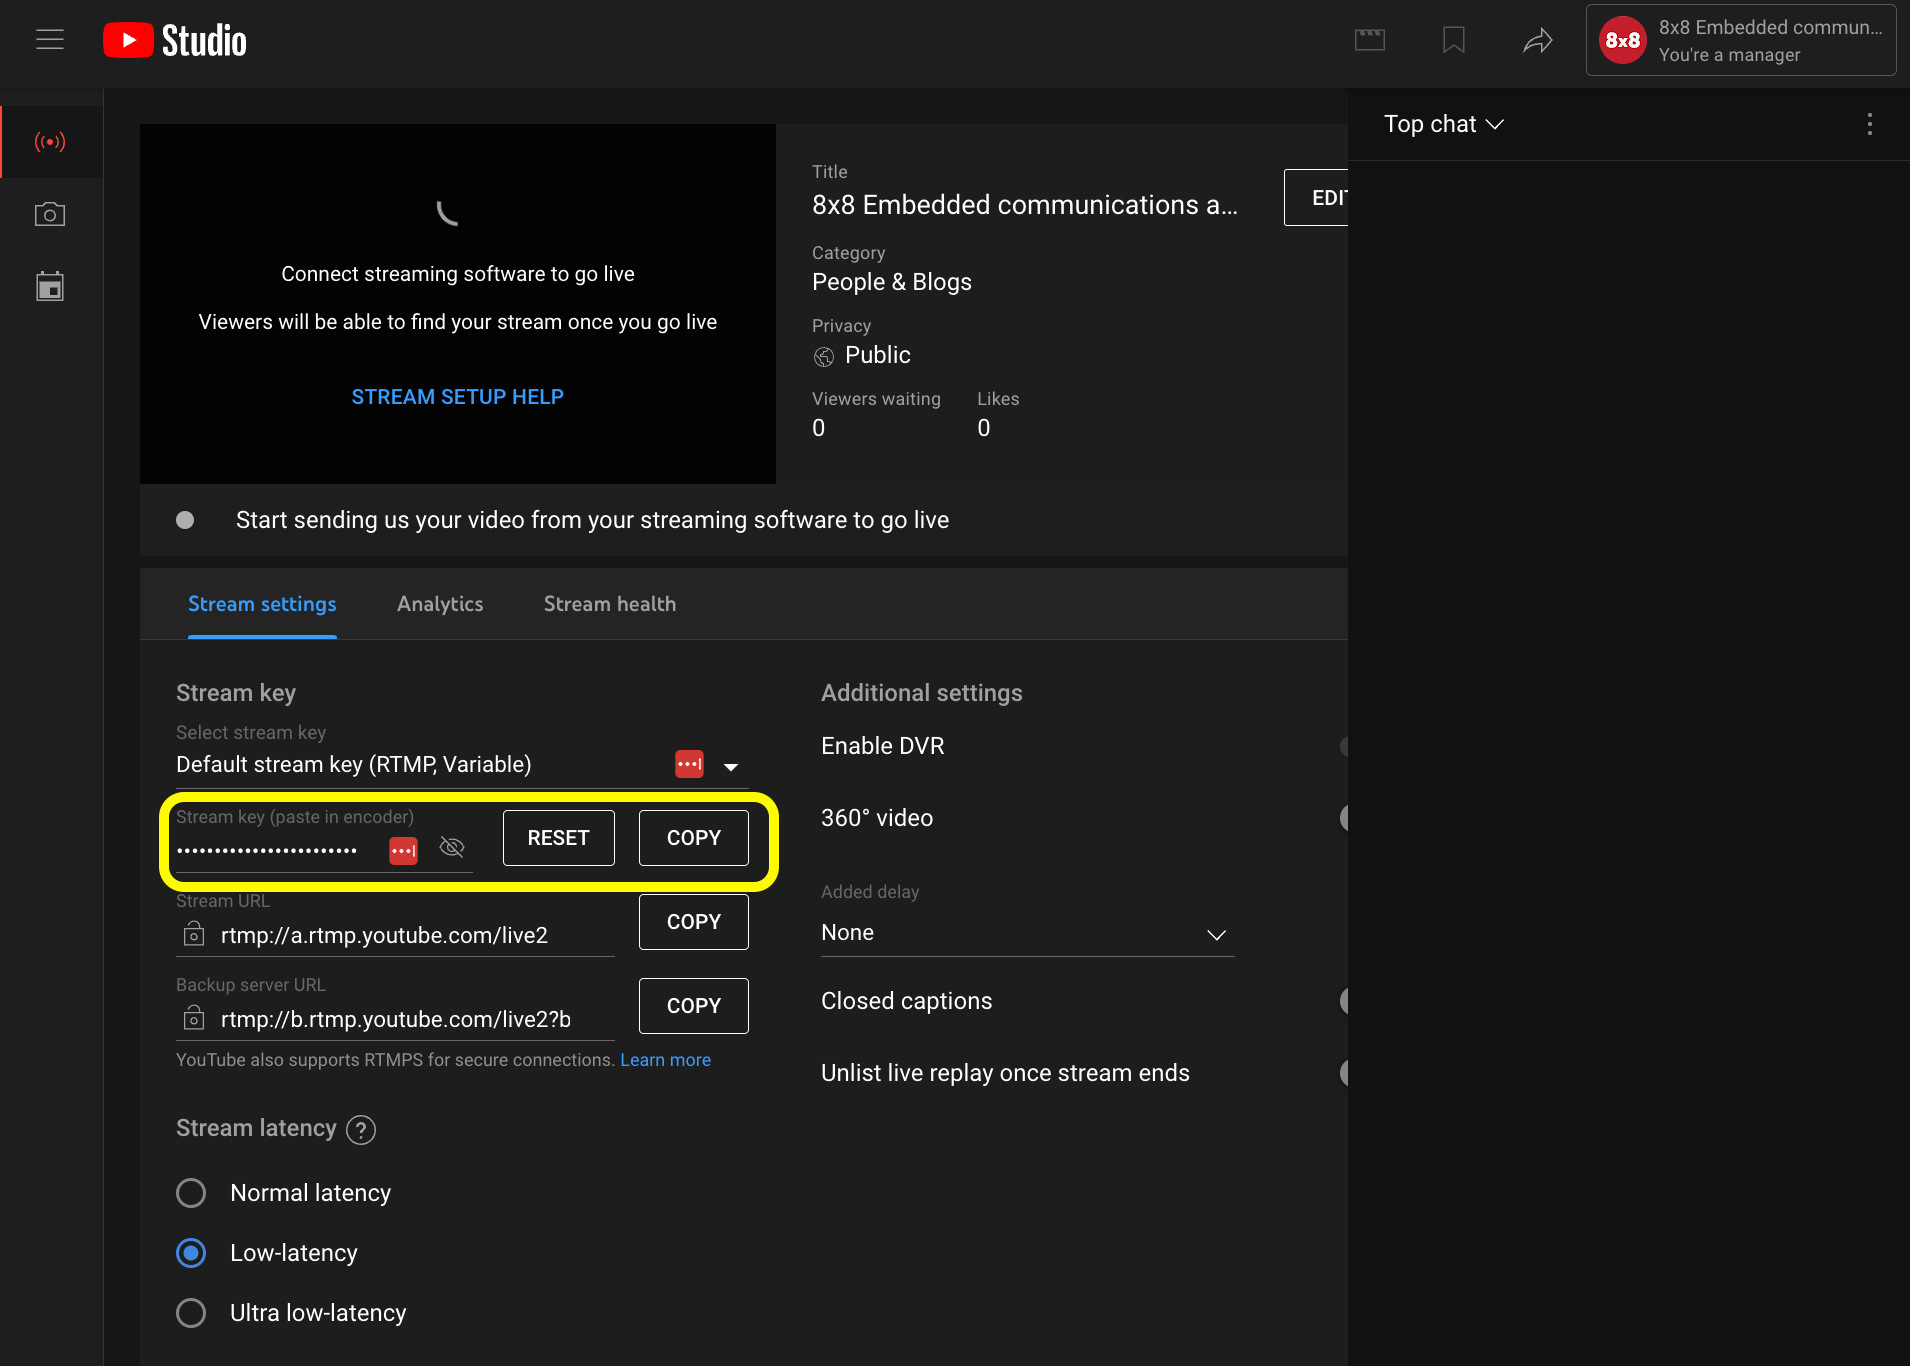 Studio
8x8
8x8 Embedded commun...
You're a manager
Top chat
Connect streaming software to go live
Viewers will be able to find your stream once you go live
STREAM SETUP HELP
Title
8x8 Embedded communications a...
EDIT
Category
People & Blogs
Privacy
Public
Viewers waiting
Likes
0
0
Start sending us your video from your streaming software to go live
Stream settings
Analytics
Stream health
Stream key
Select stream key
Default stream key (RTMP, Variable)
Stream key (paste in encoder)
•••••••••••••••••••••••• 
RESET
COPY
Stream URL
rtmp://a.rtmp.youtube.com/live2
COPY
Backup server URL
rtmp://b.rtmp.youtube.com/live2?b
COPY
YouTube also supports RTMPS for secure connections. Learn more
Stream latency ?
Normal latency
Low-latency
Ultra low-latency
Additional settings
Enable DVR
360° video
Added delay
None
Closed captions
Unlist live replay once stream ends